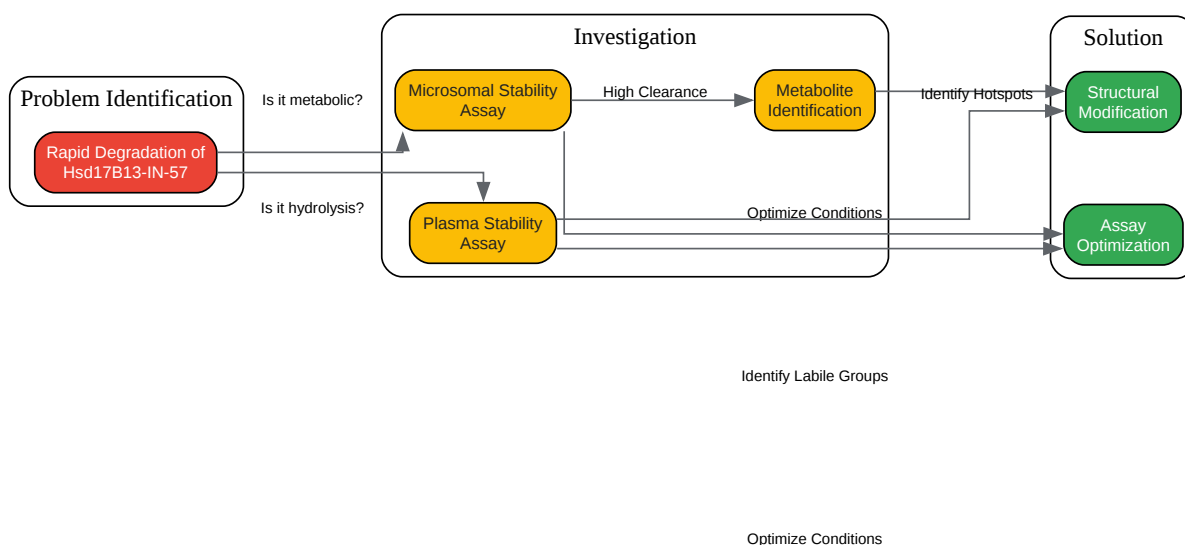 Problem Identification
Rapid Degradation of
Hsd17B13-IN-57
Is it metabolic?
Is it hydrolysis?
Investigation
Microsomal Stability
Assay
High Clearance
Metabolite
Identification
Plasma Stability
Assay
Optimize Conditions
Identify Hotspots
Solution
Structural
Modification
Assay
Optimization
Identify Labile Groups
Optimize Conditions